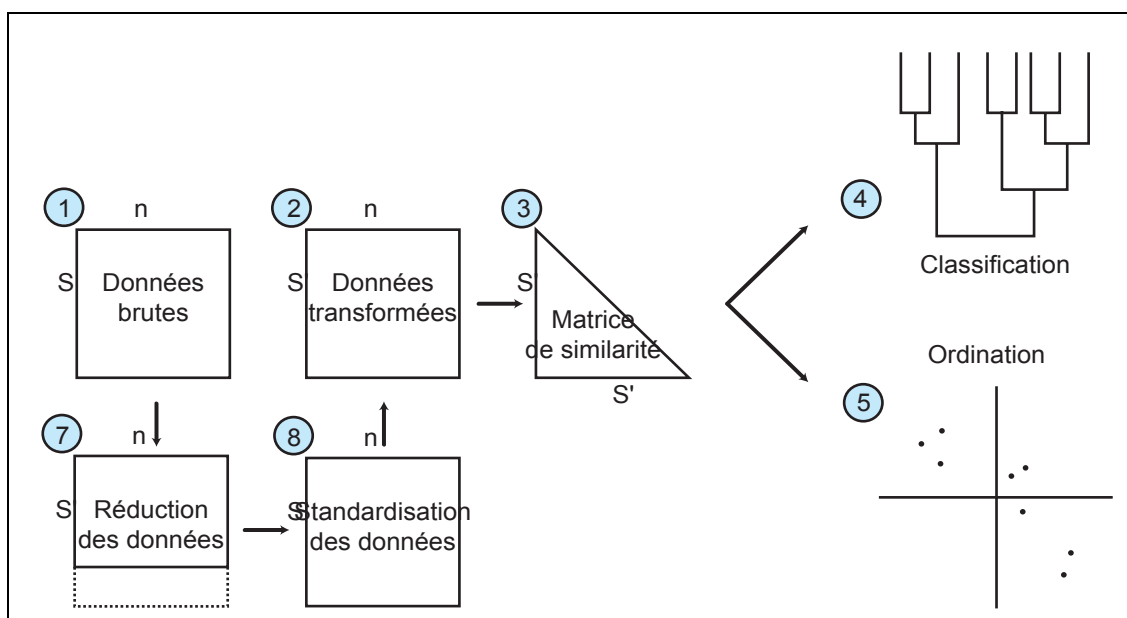 1
n
S
Données
brutes
2
n
S'
Données
transformées
3
S'
Matrice
de similarité
S'
4
Classification
Ordination
5
7
n
S'
Réduction
des données
8
n
S'
Standardisation
des données